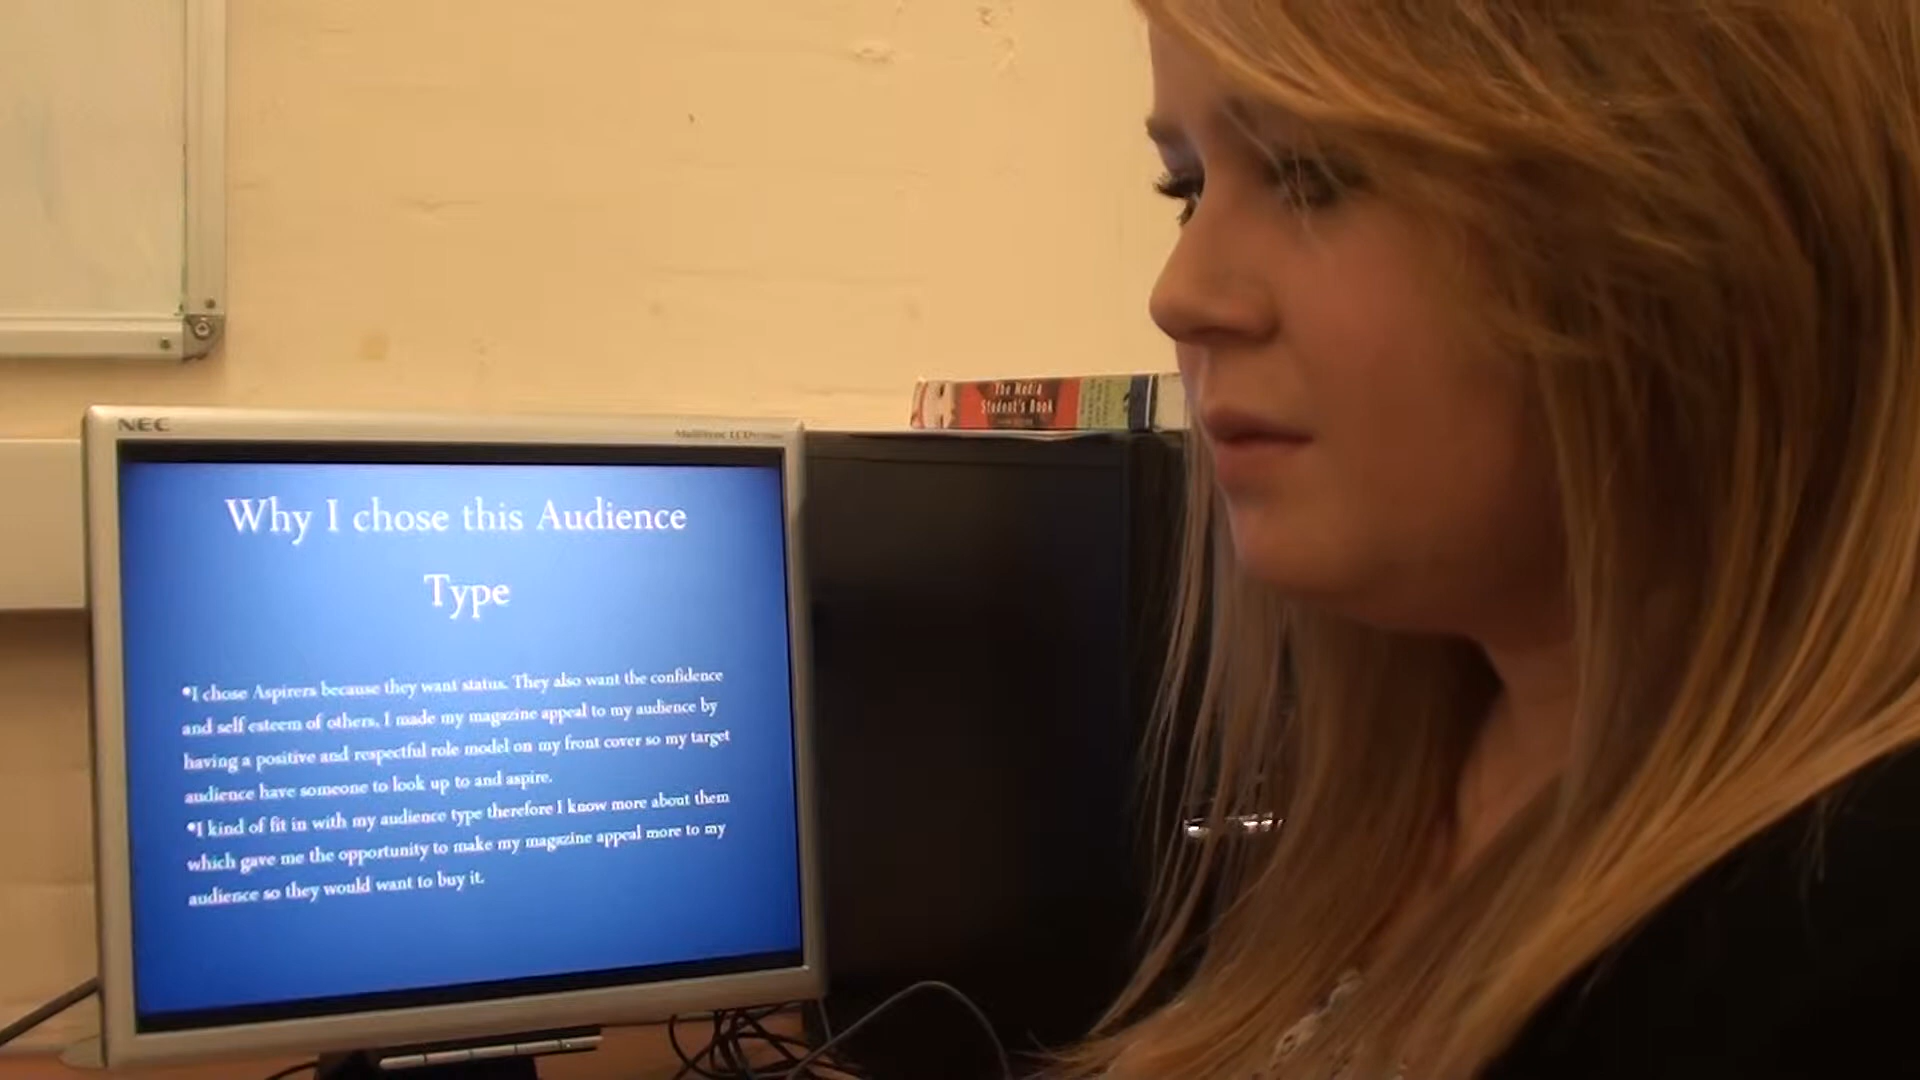 The Media
Student's Book
NEC
MultiSync LCD
Why I chose this Audience
Type
•I chose Aspirers because they want status. They also want the confidence
and self esteem of others, I made my magazine appeal to my audience by
having a positive and respectful role model on my front cover so my target
audience have someone to look up to and aspire.
•I kind of fit in with my audience type therefore I know more about them
which gave me the opportunity to make my magazine appeal more to my
audience so they would want to buy it.